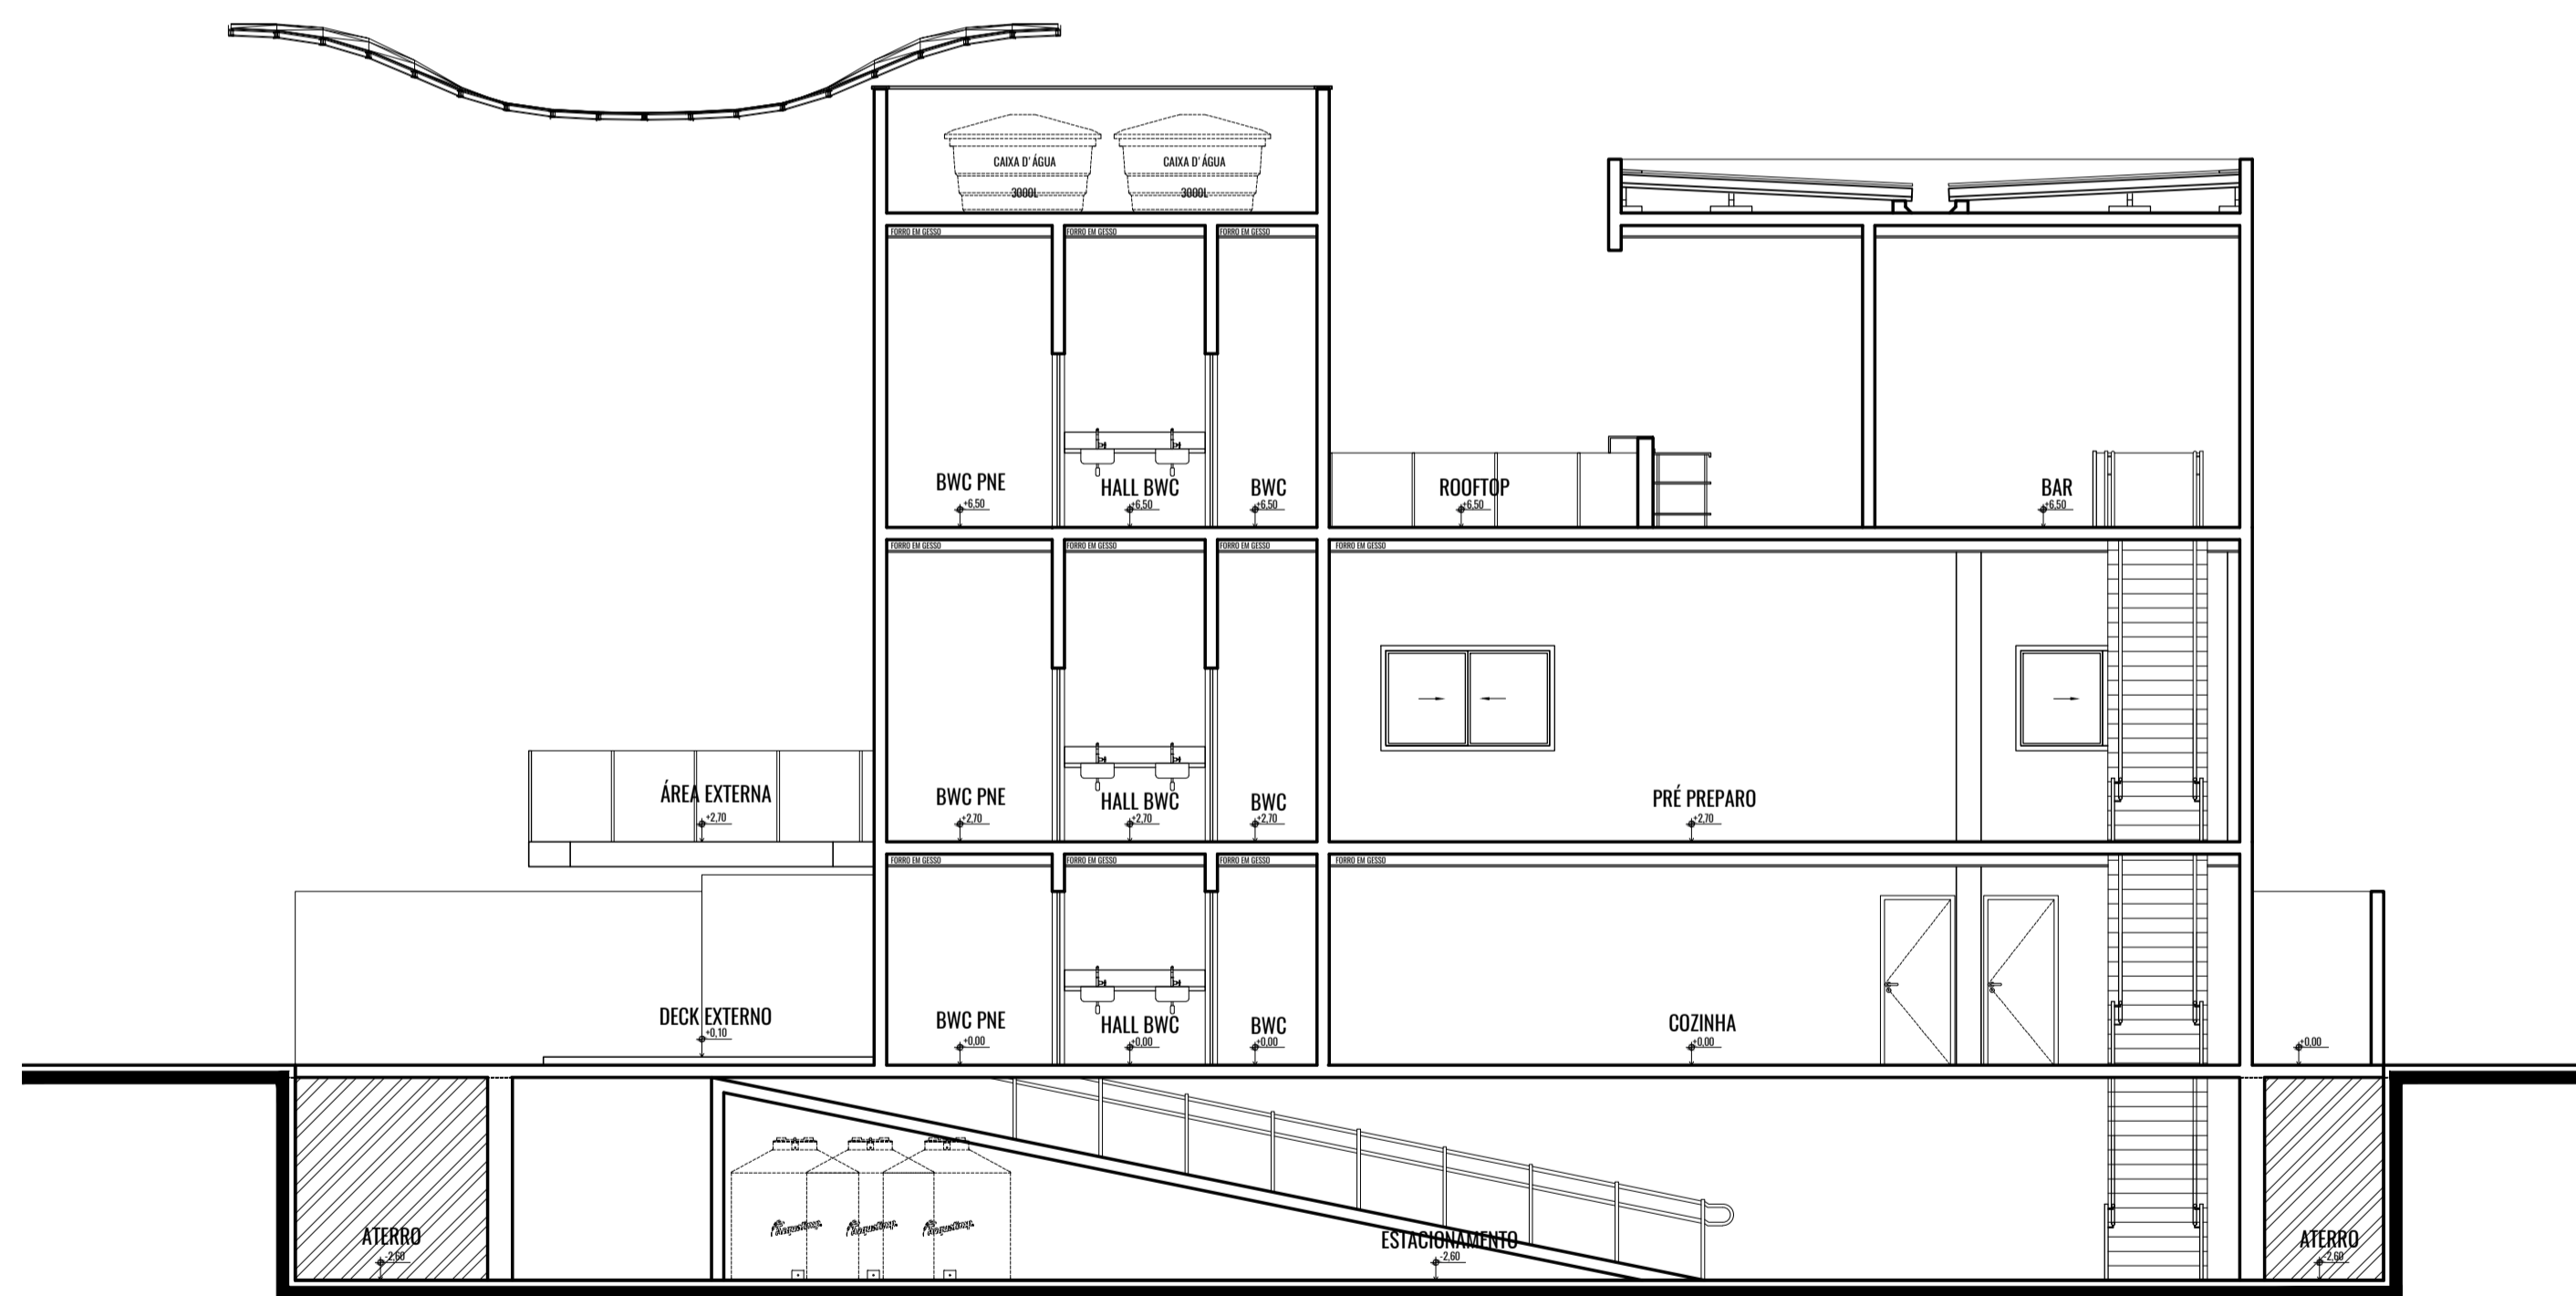 CAIXA D'ÁGUA
3000L
CAIXA D'ÁGUA
3000L
FORRO EM GESSO
FORRO EM GESSO
FORRO EM GESSO
BWC PNE
+6,50
HALL BWC
+6,50
BWC
+6,50
ROOFTOP
+6,50
BAR
+6,50
FORRO EM GESSO
FORRO EM GESSO
FORRO EM GESSO
FORRO EM GESSO
ÁREA EXTERNA
+2,70
BWC PNE
+2,70
HALL BWC
+2,70
BWC
+2,70
PRÉ PREPARO
+2,70
FORRO EM GESSO
FORRO EM GESSO
FORRO EM GESSO
FORRO EM GESSO
DECK EXTERNO
+0,10
BWC PNE
+0,00
HALL BWC
+0,00
BWC
+0,00
COZINHA
+0,00
+0,00
ATERRO
-2,60
ESTACIONAMENTO
-2,60
ATERRO
-2,60